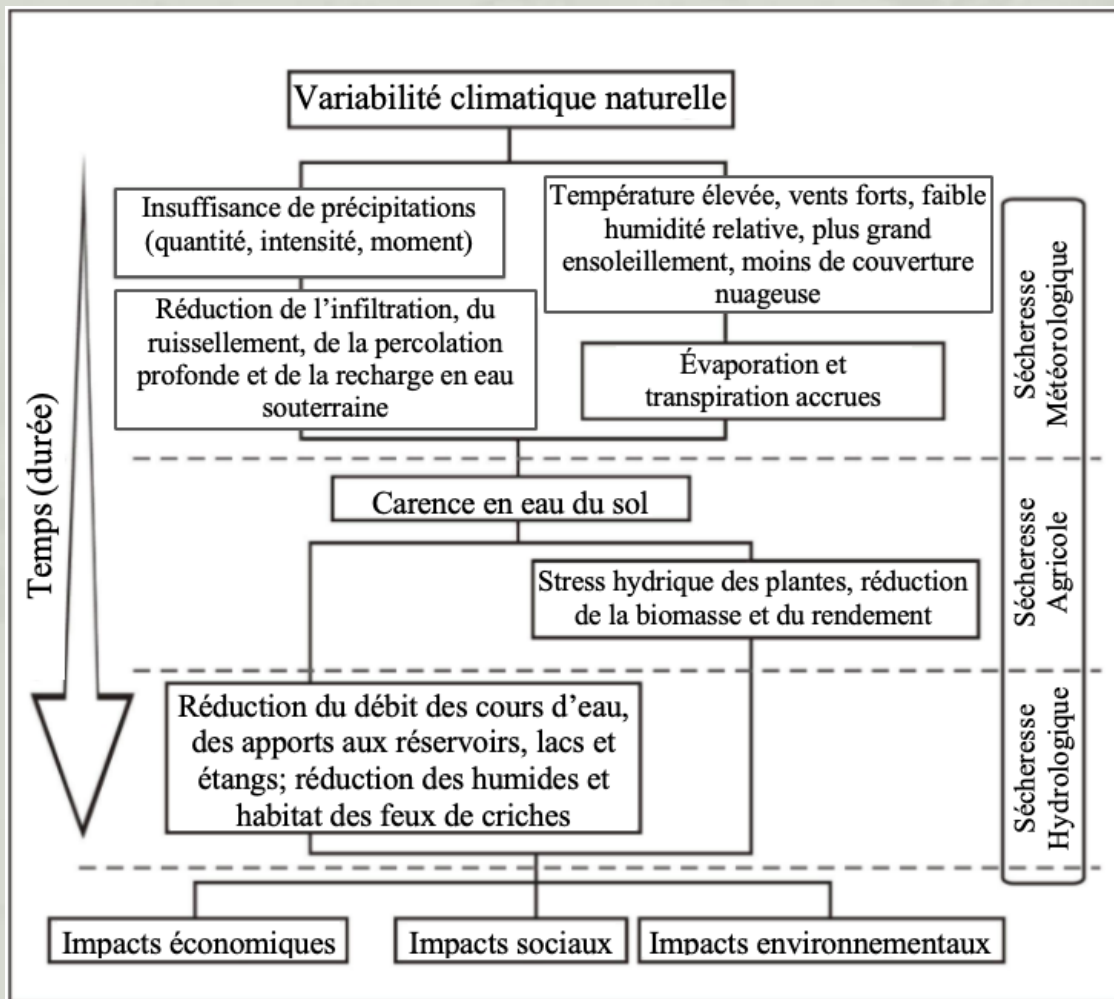 Variabilité climatique naturelle
Insuffisance de précipitations
(quantité, intensité, moment)
Température élevée, vents forts, faible
humidité relative, plus grand
ensoleillement, moins de couverture
nuageuse
Réduction de l’infiltration, du
ruissellement, de la percolation
profonde et de la recharge en eau
souterraine
Évaporation et
transpiration accrues
Sécheresse
Météorologique
Temps (durée)
Carence en eau du sol
Stress hydrique des plantes, réduction
de la biomasse et du rendement
Sécheresse
Agricole
Réduction du débit des cours d’eau,
des apports aux réservoirs, lacs et
étangs; réduction des humides et
habitat des feux de criches
Sécheresse
Hydrologique
Impacts économiques
Impacts sociaux
Impacts environnementaux